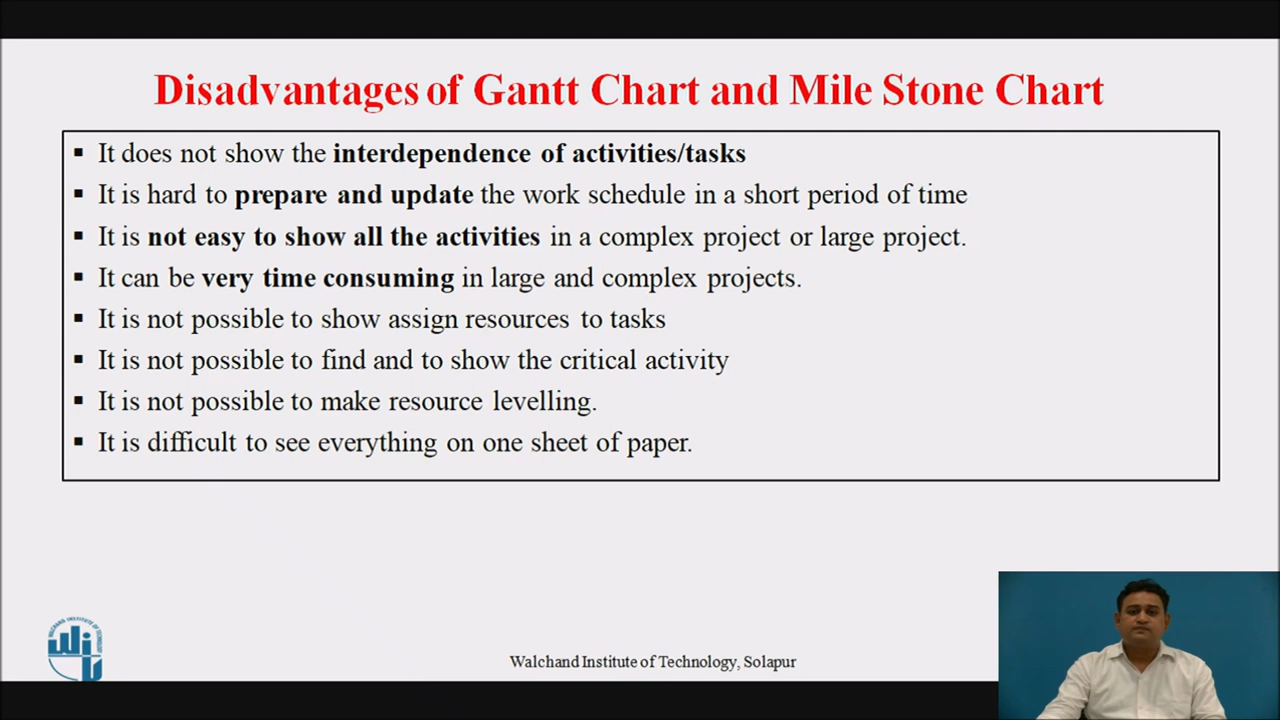 Disadvantages of Gantt Chart and Mile Stone Chart
▪ It does not show the interdependence of activities/tasks
▪ It is hard to prepare and update the work schedule in a short period of time
▪ It is not easy to show all the activities in a complex project or large project.
▪ It can be very time consuming in large and complex projects.
▪ It is not possible to show assign resources to tasks
▪ It is not possible to find and to show the critical activity
▪ It is not possible to make resource levelling.
▪ It is difficult to see everything on one sheet of paper.
WALCHAND INSTITUTE OF TECHNOLOGY
Walchand Institute of Technology, Solapur